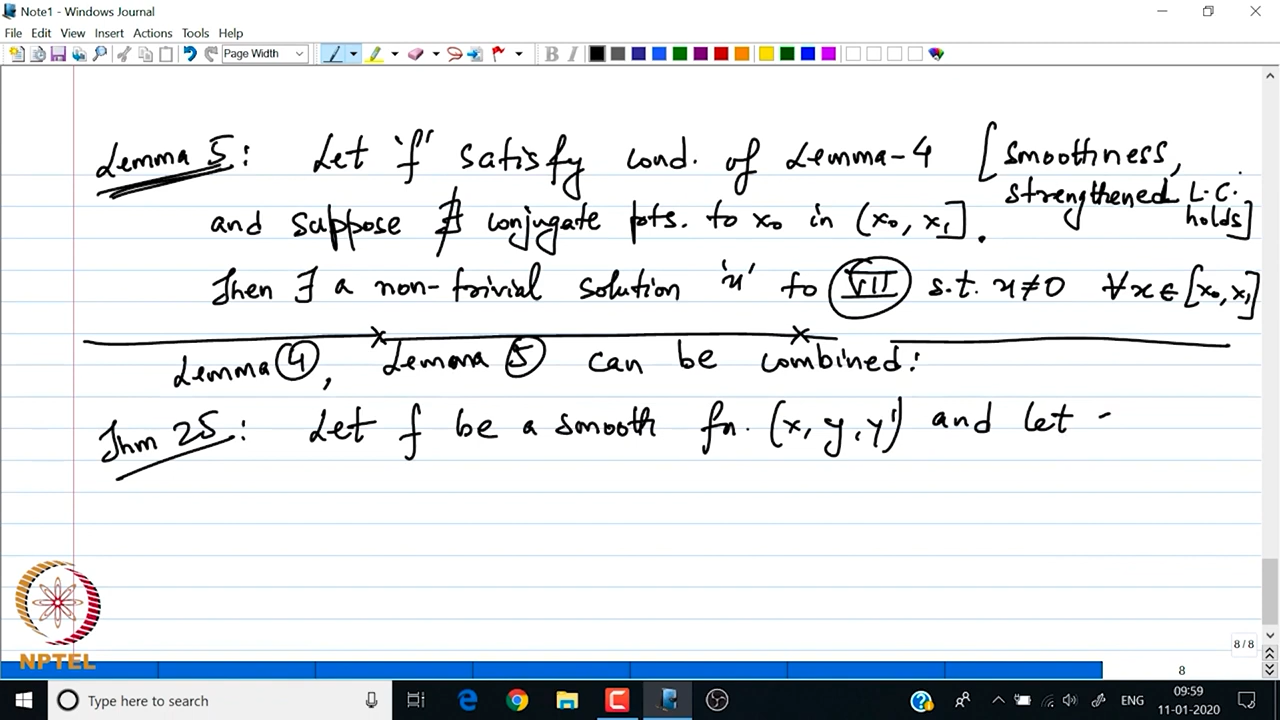 Note1 - Windows Journal
File Edit View Insert Actions Tools Help
Page Width
Lemma 5: Let 'f' satisfy cond. of Lemma-4 [smoothness,
strengthened L.C. holds]
and suppose ∄ conjugate pts. to x₀ in (x₀, x₁].
Then ∃ a non-trivial solution 'u' to VII s.t. u≠0 ∀x∈[x₀,x₁]
Lemma 4, Lemma 5 can be combined:
Thm 25: Let f be a smooth fn. (x, y, y') and let
NPTEL
8/8
8
Type here to search
ENG
09:59
11-01-2020